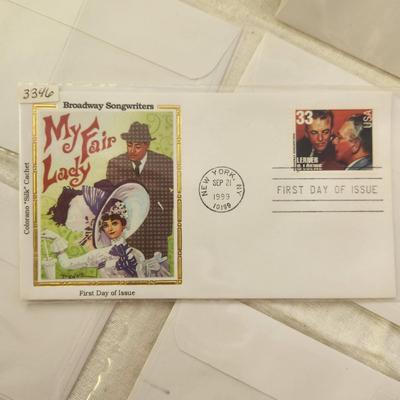 3346
Broadway Songwriters
My Fair
Lady
Colorano "Silk" Cachet
First Day of Issue
33
USA
LERNER
& LOEWE
NEW YORK, NY
SEP 21
1999
10199
FIRST DAY OF ISSUE